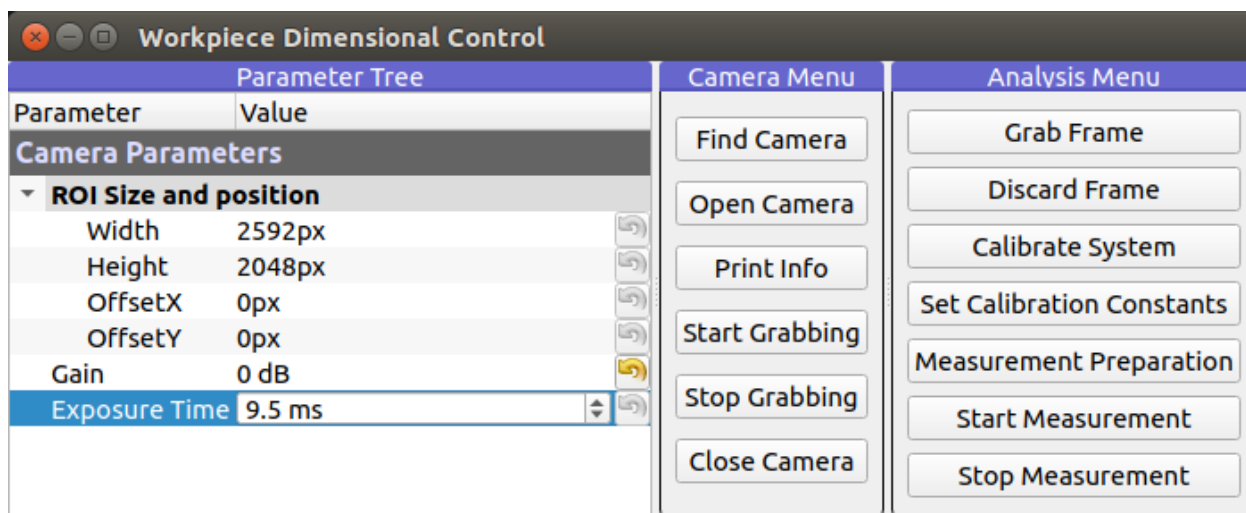 Workpiece Dimensional Control
Parameter Tree
Parameter Value
Camera Parameters
ROI Size and position
Width 2592px
Height 2048px
OffsetX 0px
OffsetY 0px
Gain 0 dB
Exposure Time 9.5 ms
Camera Menu
Find Camera
Open Camera
Print Info
Start Grabbing
Stop Grabbing
Close Camera
Analysis Menu
Grab Frame
Discard Frame
Calibrate System
Set Calibration Constants
Measurement Preparation
Start Measurement
Stop Measurement